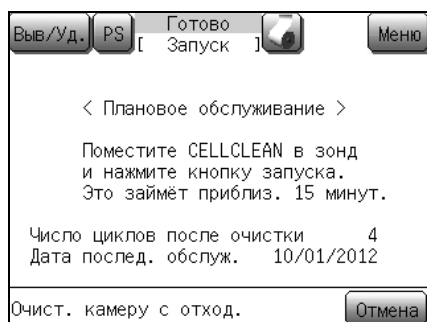 Выв/Уд. PS Готово Меню
[ Запуск ]
< Плановое обслуживание >
Поместите CELLCLEAN в зонд
и нажмите кнопку запуска.
Это займёт приблиз. 15 минут.
Число циклов после очистки 4
Дата послед. обслуж. 10/01/2012
Очист. камеру с отход. Отмена